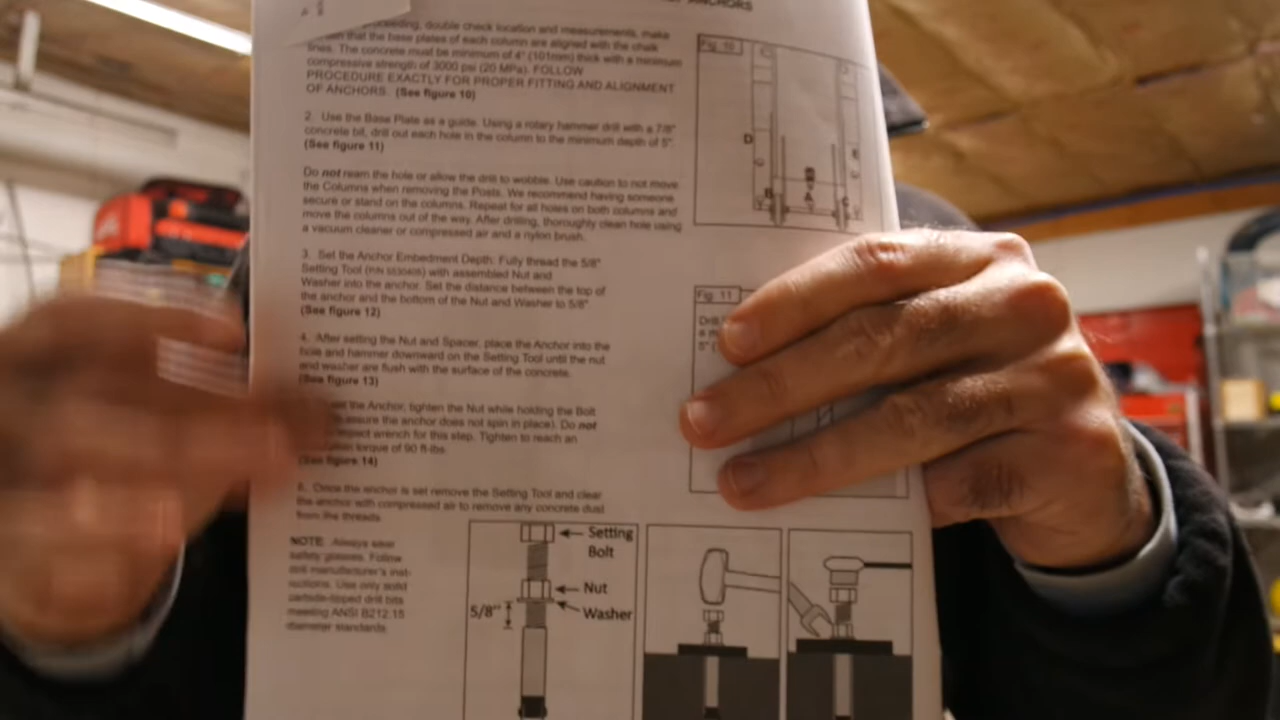 ANCHORS
proceeding, double check location and measurements, make
that the base plates of each column are aligned with the chalk
lines. The concrete must be minimum of 4" (101mm) thick with a minimum
compressive strength of 3000 psi (20 MPa). FOLLOW
PROCEDURE EXACTLY FOR PROPER FITTING AND ALIGNMENT
OF ANCHORS. (See figure 10)
2. Use the Base Plate as a guide. Using a rotary hammer drill with a 7/8"
concrete bit, drill out each hole in the column to the minimum depth of 5".
(See figure 11)
Do not ream the hole or allow the drill to wobble. Use caution to not move
the Columns when removing the Posts. We recommend having someone
secure or stand on the columns. Repeat for all holes on both columns and
move the columns out of the way. After drilling, thoroughly clean hole using
a vacuum cleaner or compressed air and a nylon brush.
3. Set the Anchor Embedment Depth: Fully thread the 5/8"
Setting Tool (P/N with assembled Nut and
Washer into the anchor. Set the distance between the top of
the anchor and the bottom of the Nut and Washer to 5/8"
(See figure 12)
4. After setting the Nut and Spacer, place the Anchor into the
hole and hammer downward on the Setting Tool until the nut
and washer are flush with the surface of the concrete.
(See figure 13)
set the Anchor, tighten the Nut while holding the Bolt
assure the anchor does not spin in place). Do not
impact wrench for this step. Tighten to reach an
torque of 90 ft-lbs.
(See figure 14)
6. Once the anchor is set remove the Setting Tool and clear
the anchor with compressed air to remove any concrete dust
from the threads.
NOTE: Always wear
safety glasses. Follow
drill manufacturer's inst-
ructions. Use only solid
carbide-tipped drill bits
meeting ANSI B212.15
diameter standards.
Fig. 10
D
B
A
C
Fig. 11
Drill
5"
Setting
Bolt
Nut
Washer
5/8"